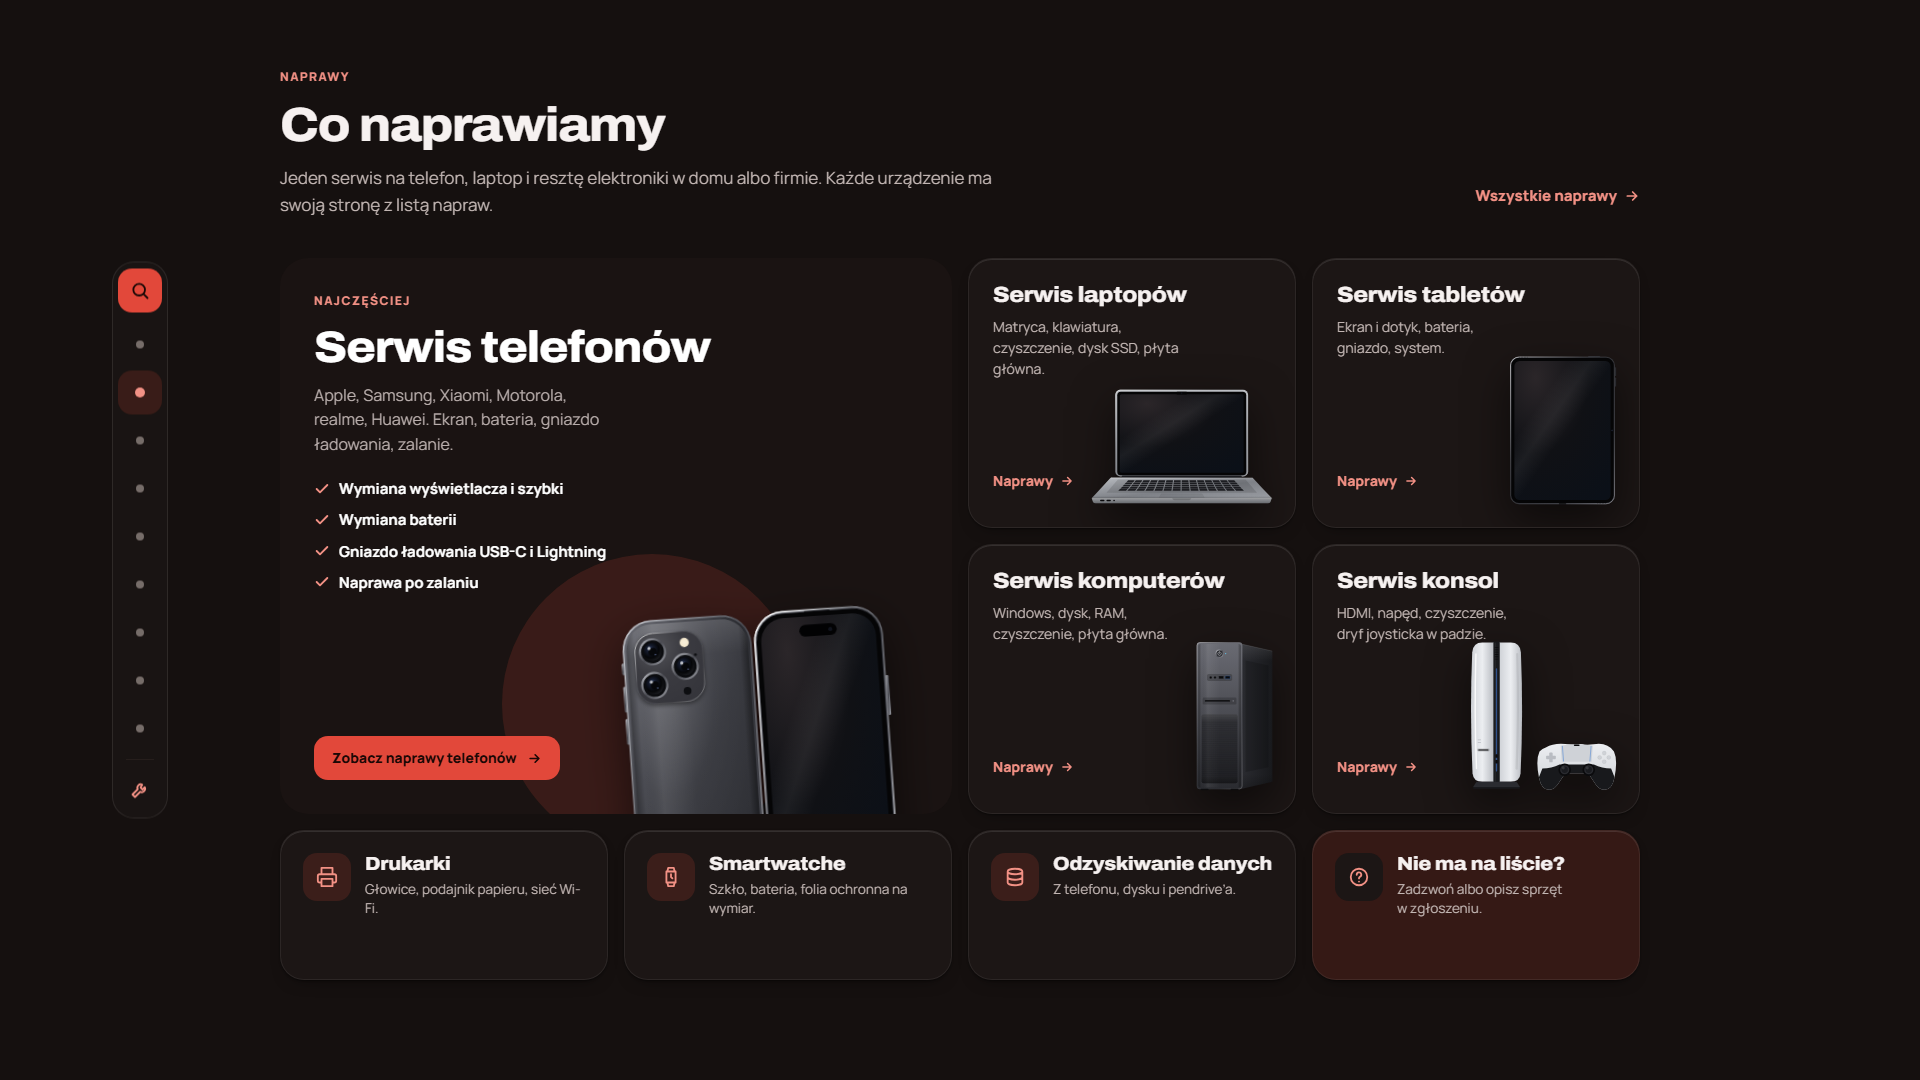 NAPRAWY
Co naprawiamy
Jeden serwis na telefon, laptop i resztę elektroniki w domu albo firmie. Każde urządzenie ma
swoją stronę z listą napraw.
Wszystkie naprawy →
NAJCZĘŚCIEJ
Serwis telefonów
Apple, Samsung, Xiaomi, Motorola,
realme, Huawei. Ekran, bateria, gniazdo
ładowania, zalanie.
Wymiana wyświetlacza i szybki
Wymiana baterii
Gniazdo ładowania USB-C i Lightning
Naprawa po zalaniu
Zobacz naprawy telefonów →
Serwis laptopów
Matryca, klawiatura,
czyszczenie, dysk SSD, płyta
główna.
Naprawy →
Serwis tabletów
Ekran i dotyk, bateria,
gniazdo, system.
Naprawy →
Serwis komputerów
Windows, dysk, RAM,
czyszczenie, płyta główna.
Naprawy →
Serwis konsol
HDMI, napęd, czyszczenie,
dryf joysticka w padzie.
Naprawy →
Drukarki
Głowice, podajnik papieru, sieć Wi-
Fi.
Smartwatche
Szkło, bateria, folia ochronna na
wymiar.
Odzyskiwanie danych
Z telefonu, dysku i pendrive'a.
Nie ma na liście?
Zadzwoń albo opisz sprzęt
w zgłoszeniu.